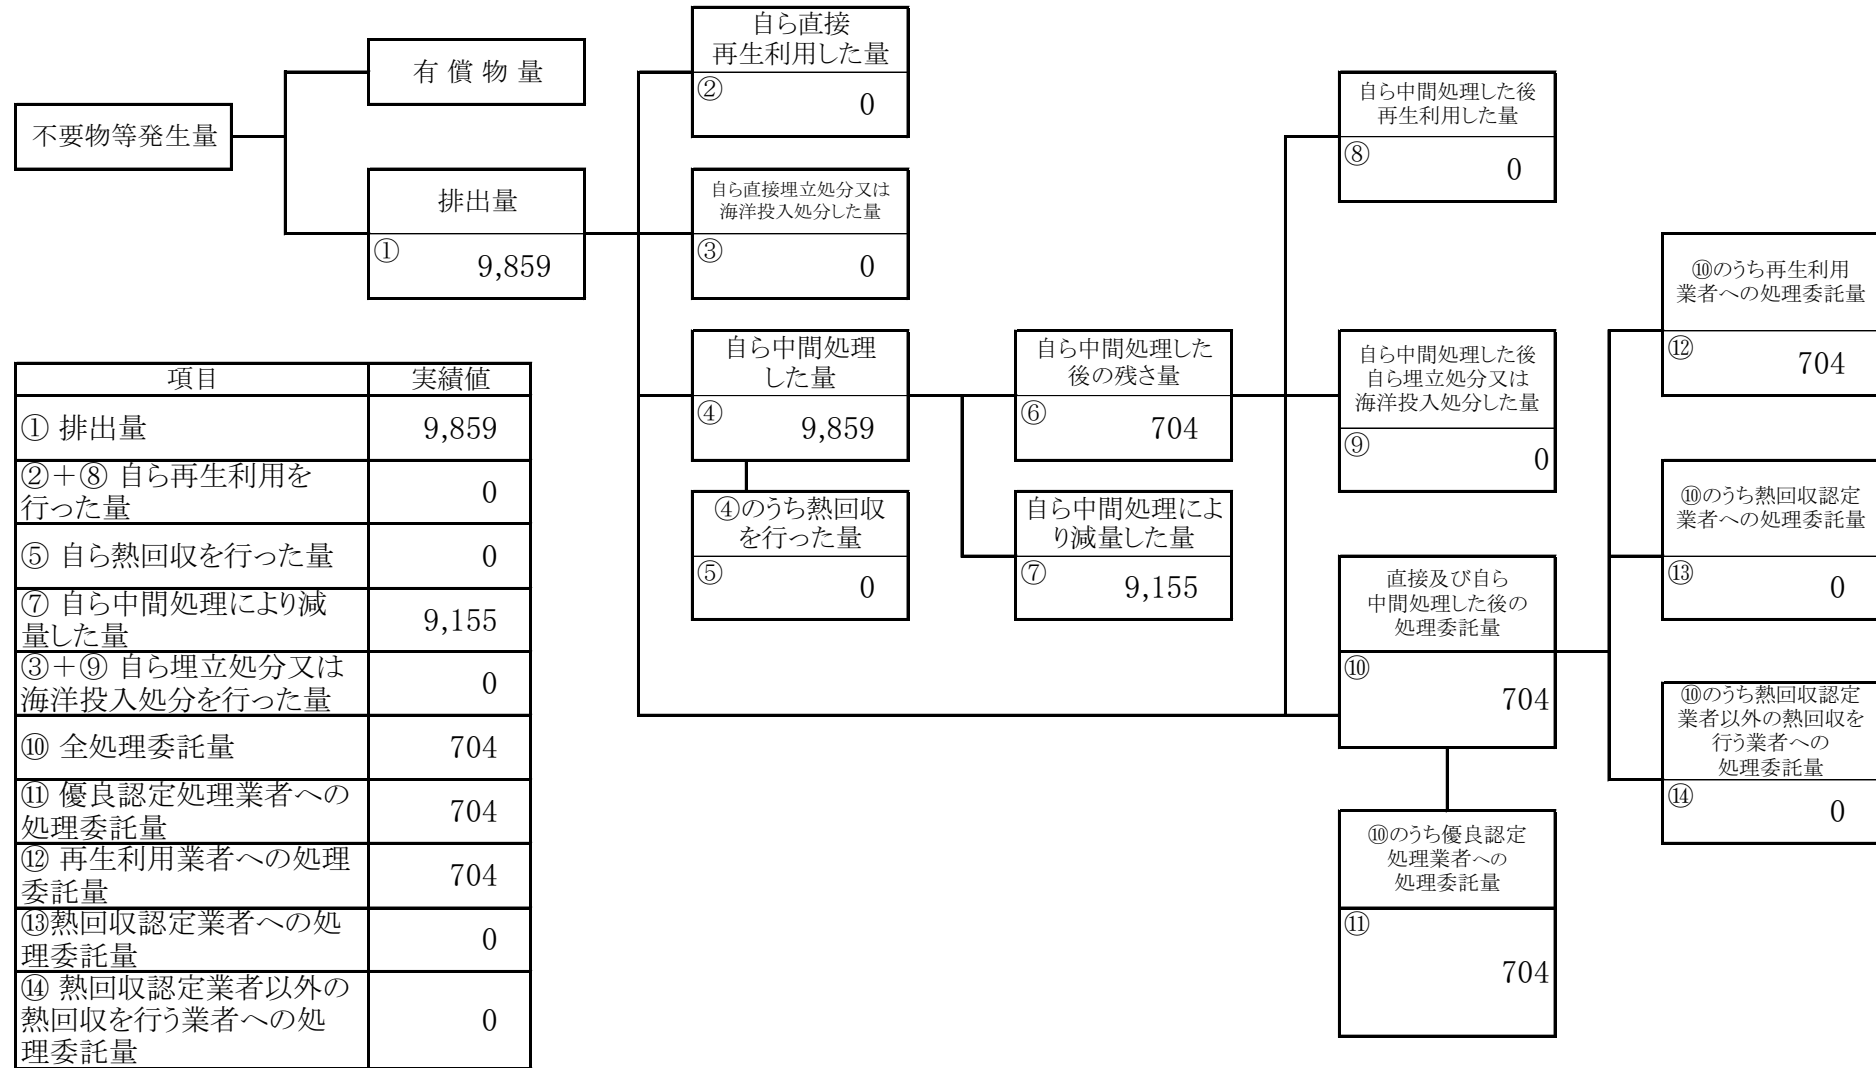 不要物等発生量
有 償 物 量
排出量
①
9,859
自ら直接
再生利用した量
②
0
自ら直接埋立処分又は
海洋投入処分した量
③
0
自ら中間処理
した量
④
9,859
④のうち熱回収
を行った量
⑤
0
自ら中間処理した
後の残さ量
⑥
704
自ら中間処理によ
り減量した量
⑦
9,155
自ら中間処理した後
再生利用した量
⑧
0
自ら中間処理した後
自ら埋立処分又は
海洋投入処分した量
⑨
0
直接及び自ら
中間処理した後の
処理委託量
⑩
704
⑩のうち優良認定
処理業者への
処理委託量
⑪
704
⑩のうち再生利用
業者への処理委託量
⑫
704
⑩のうち熱回収認定
業者への処理委託量
⑬
0
⑩のうち熱回収認定
業者以外の熱回収を
行う業者への
処理委託量
⑭
0
項目 実績値
① 排出量 9,859
②＋⑧ 自ら再生利用を
行った量 0
⑤ 自ら熱回収を行った量 0
⑦ 自ら中間処理により減
量した量 9,155
③＋⑨ 自ら埋立処分又は
海洋投入処分を行った量 0
⑩ 全処理委託量 704
⑪ 優良認定処理業者への
処理委託量 704
⑫ 再生利用業者への処理
委託量 704
⑬熱回収認定業者への処
理委託量 0
⑭ 熱回収認定業者以外の
熱回収を行う業者への処
理委託量 0